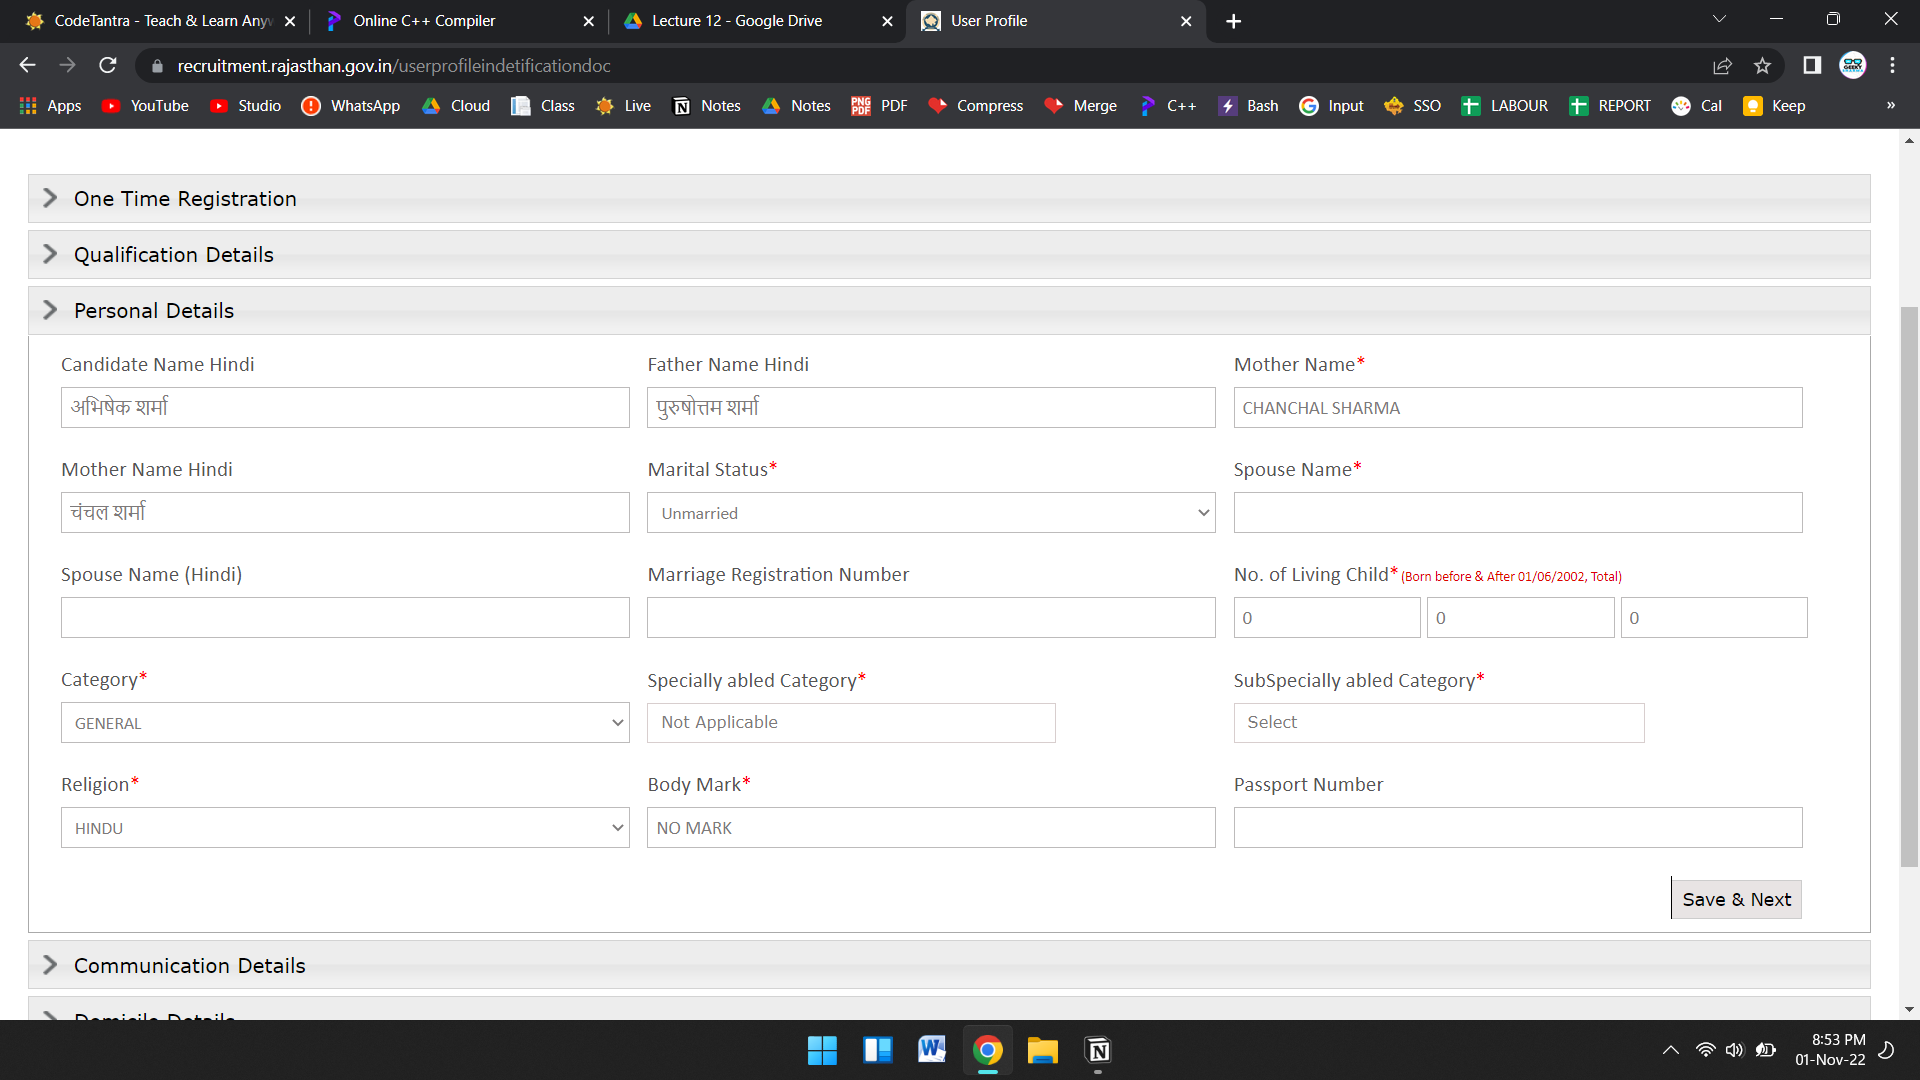 CodeTantra - Teach & Learn Anyw
Online C++ Compiler
Lecture 12 - Google Drive
User Profile
recruitment.rajasthan.gov.in/userprofileindetificationdoc
Apps YouTube Studio WhatsApp Cloud Class Live Notes Notes PDF Compress Merge C++ Bash Input SSO LABOUR REPORT Cal Keep »
One Time Registration
Qualification Details
Personal Details
Candidate Name Hindi Father Name Hindi Mother Name*
अभिषेक शर्मा पुरुषोत्तम शर्मा CHANCHAL SHARMA
Mother Name Hindi Marital Status* Spouse Name*
चंचल शर्मा Unmarried
Spouse Name (Hindi) Marriage Registration Number No. of Living Child* (Born before & After 01/06/2002, Total)
0 0 0
Category* Specially abled Category* SubSpecially abled Category*
GENERAL Not Applicable Select
Religion* Body Mark* Passport Number
HINDU NO MARK
Save & Next
Communication Details
Domicile Details
8:53 PM
01-Nov-22